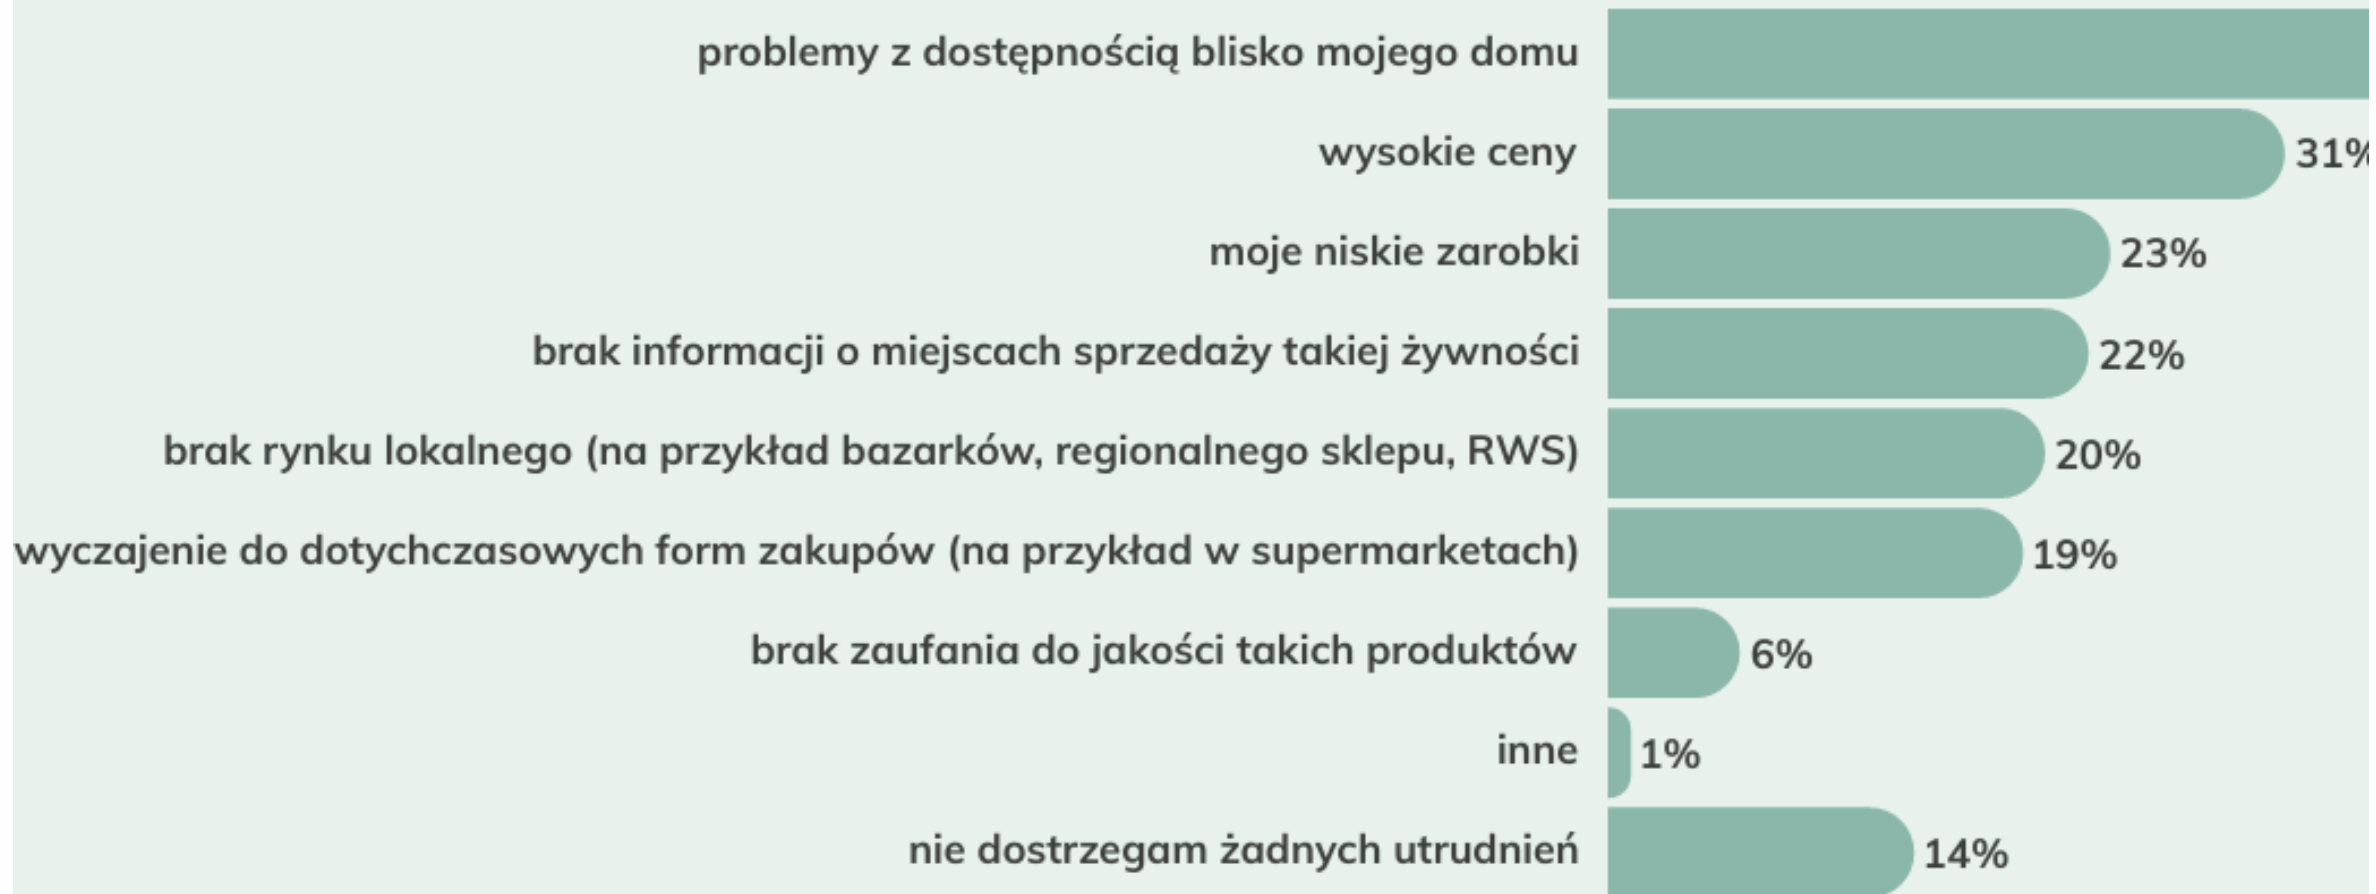 problemy z dostępnością blisko mojego domu
wysokie ceny 31%
moje niskie zarobki 23%
brak informacji o miejscach sprzedaży takiej żywności 22%
brak rynku lokalnego (na przykład bazarków, regionalnego sklepu, RWS) 20%
wyczajenie do dotychczasowych form zakupów (na przykład w supermarketach) 19%
brak zaufania do jakości takich produktów 6%
inne 1%
nie dostrzegam żadnych utrudnień 14%